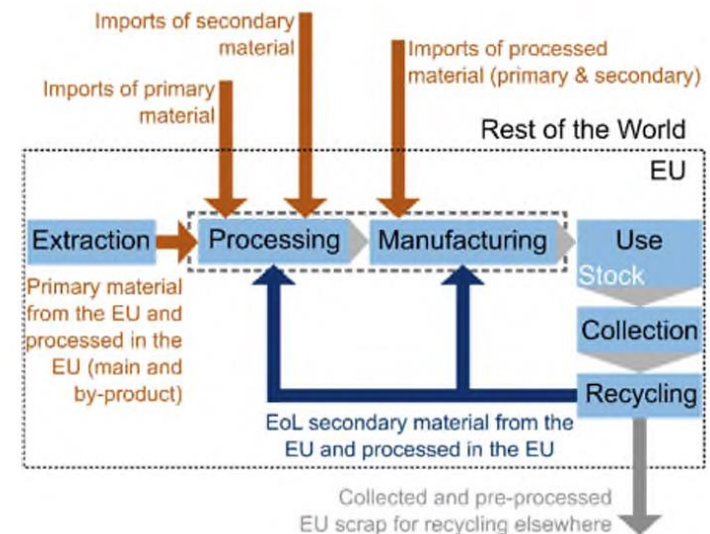 Imports of secondary
material
Imports of processed
material (primary & secondary)
Imports of primary
material
Rest of the World
EU
Extraction
Processing
Manufacturing
Use
Stock
Primary material
from the EU and
processed in the
EU (main and
by-product)
Collection
Recycling
EoL secondary material from the
EU and processed in the EU
Collected and pre-processed
EU scrap for recycling elsewhere